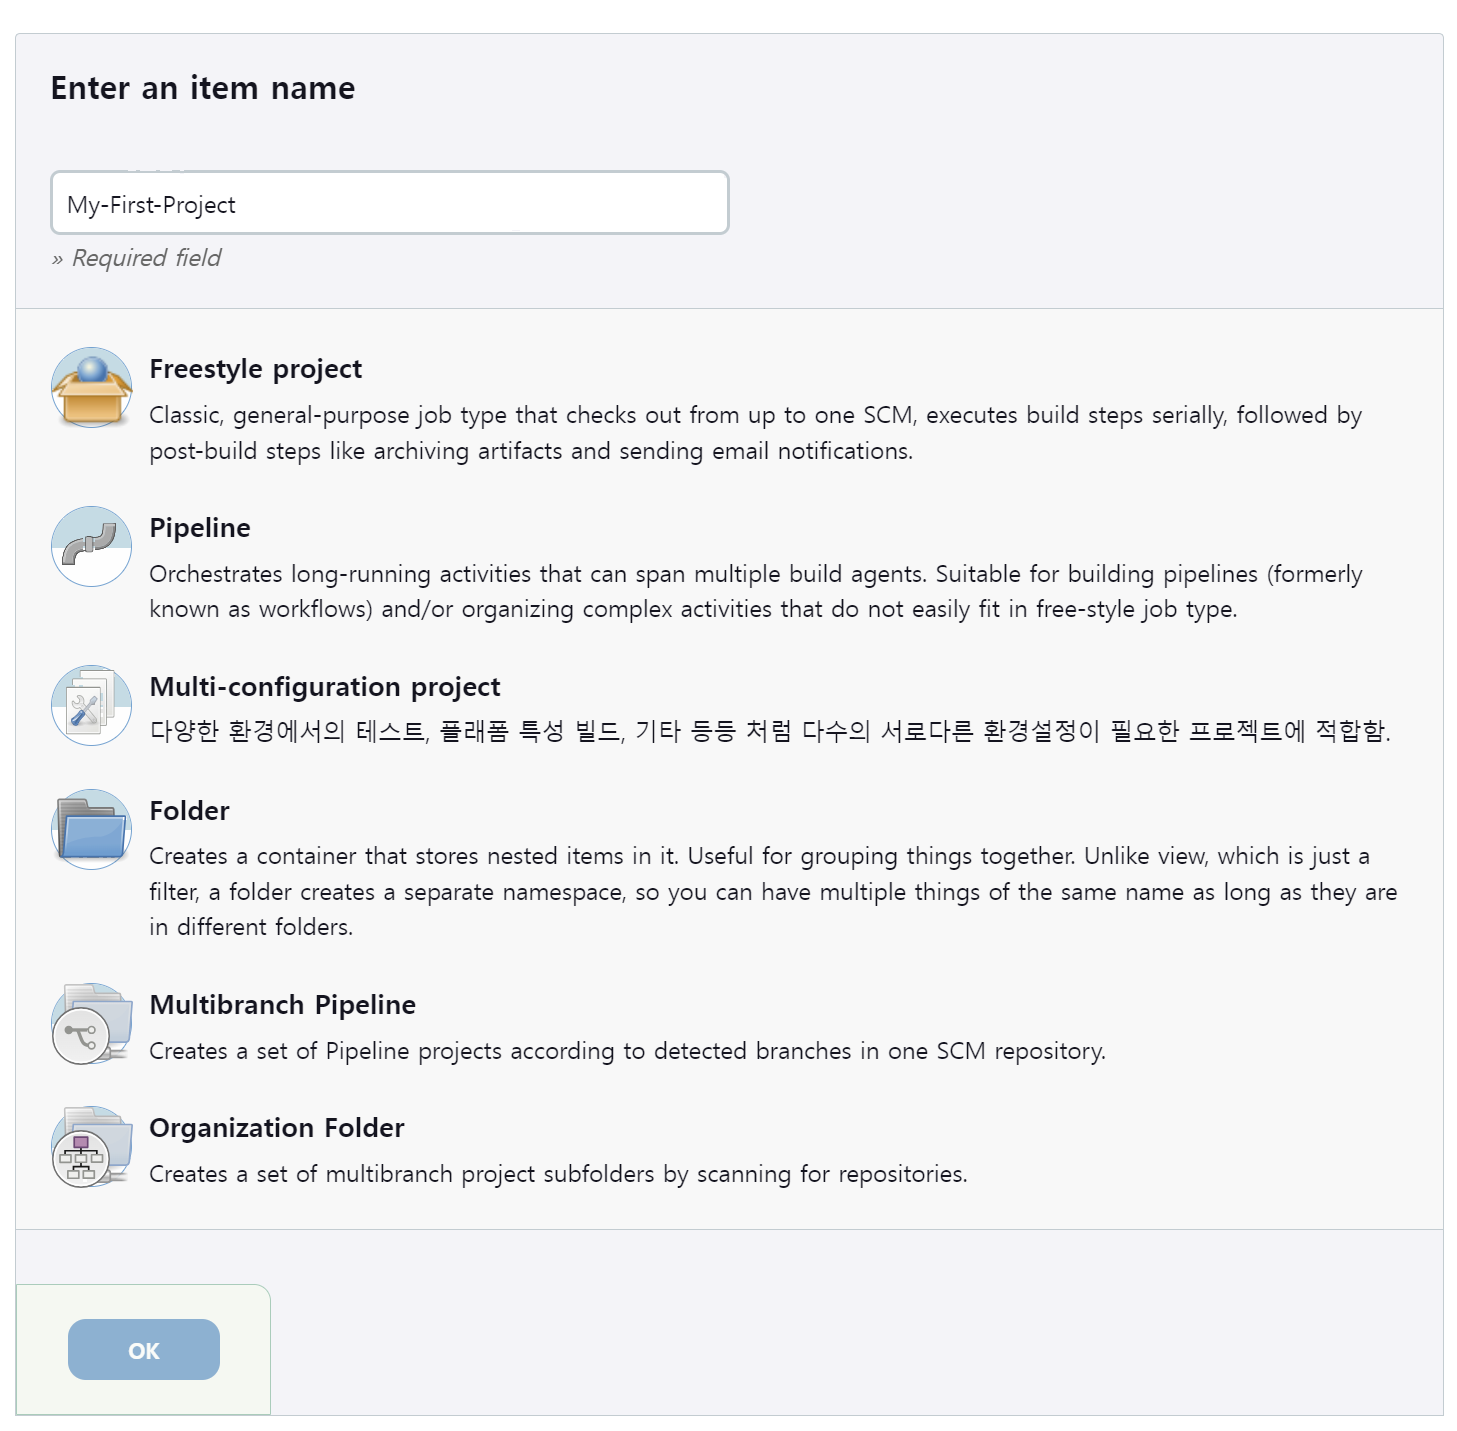 Enter an item name
My-First-Project
» Required field
Freestyle project
Classic, general-purpose job type that checks out from up to one SCM, executes build steps serially, followed by
post-build steps like archiving artifacts and sending email notifications.
Pipeline
Orchestrates long-running activities that can span multiple build agents. Suitable for building pipelines (formerly
known as workflows) and/or organizing complex activities that do not easily fit in free-style job type.
Multi-configuration project
다양한 환경에서의 테스트, 플래폼 특성 빌드, 기타 등등 처럼 다수의 서로다른 환경설정이 필요한 프로젝트에 적합함.
Folder
Creates a container that stores nested items in it. Useful for grouping things together. Unlike view, which is just a
filter, a folder creates a separate namespace, so you can have multiple things of the same name as long as they are
in different folders.
Multibranch Pipeline
Creates a set of Pipeline projects according to detected branches in one SCM repository.
Organization Folder
Creates a set of multibranch project subfolders by scanning for repositories.
OK